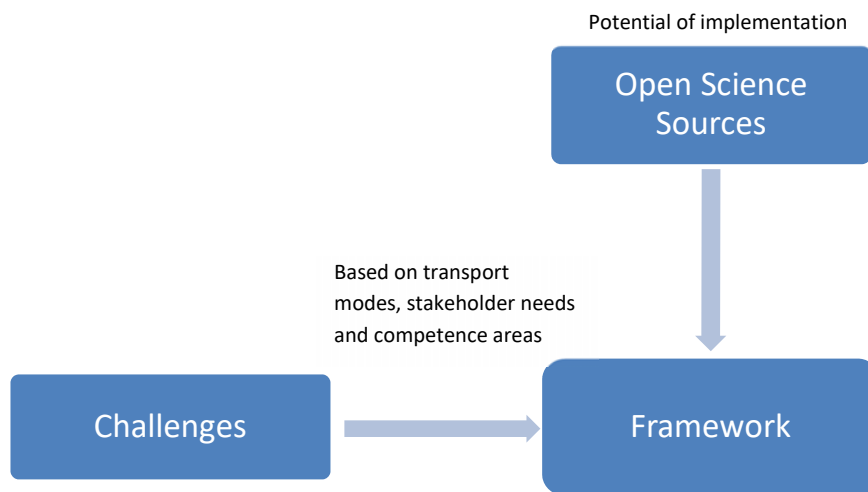 Potential of implementation
Open Science
Sources
Based on transport
modes, stakeholder needs
and competence areas
Challenges
Framework